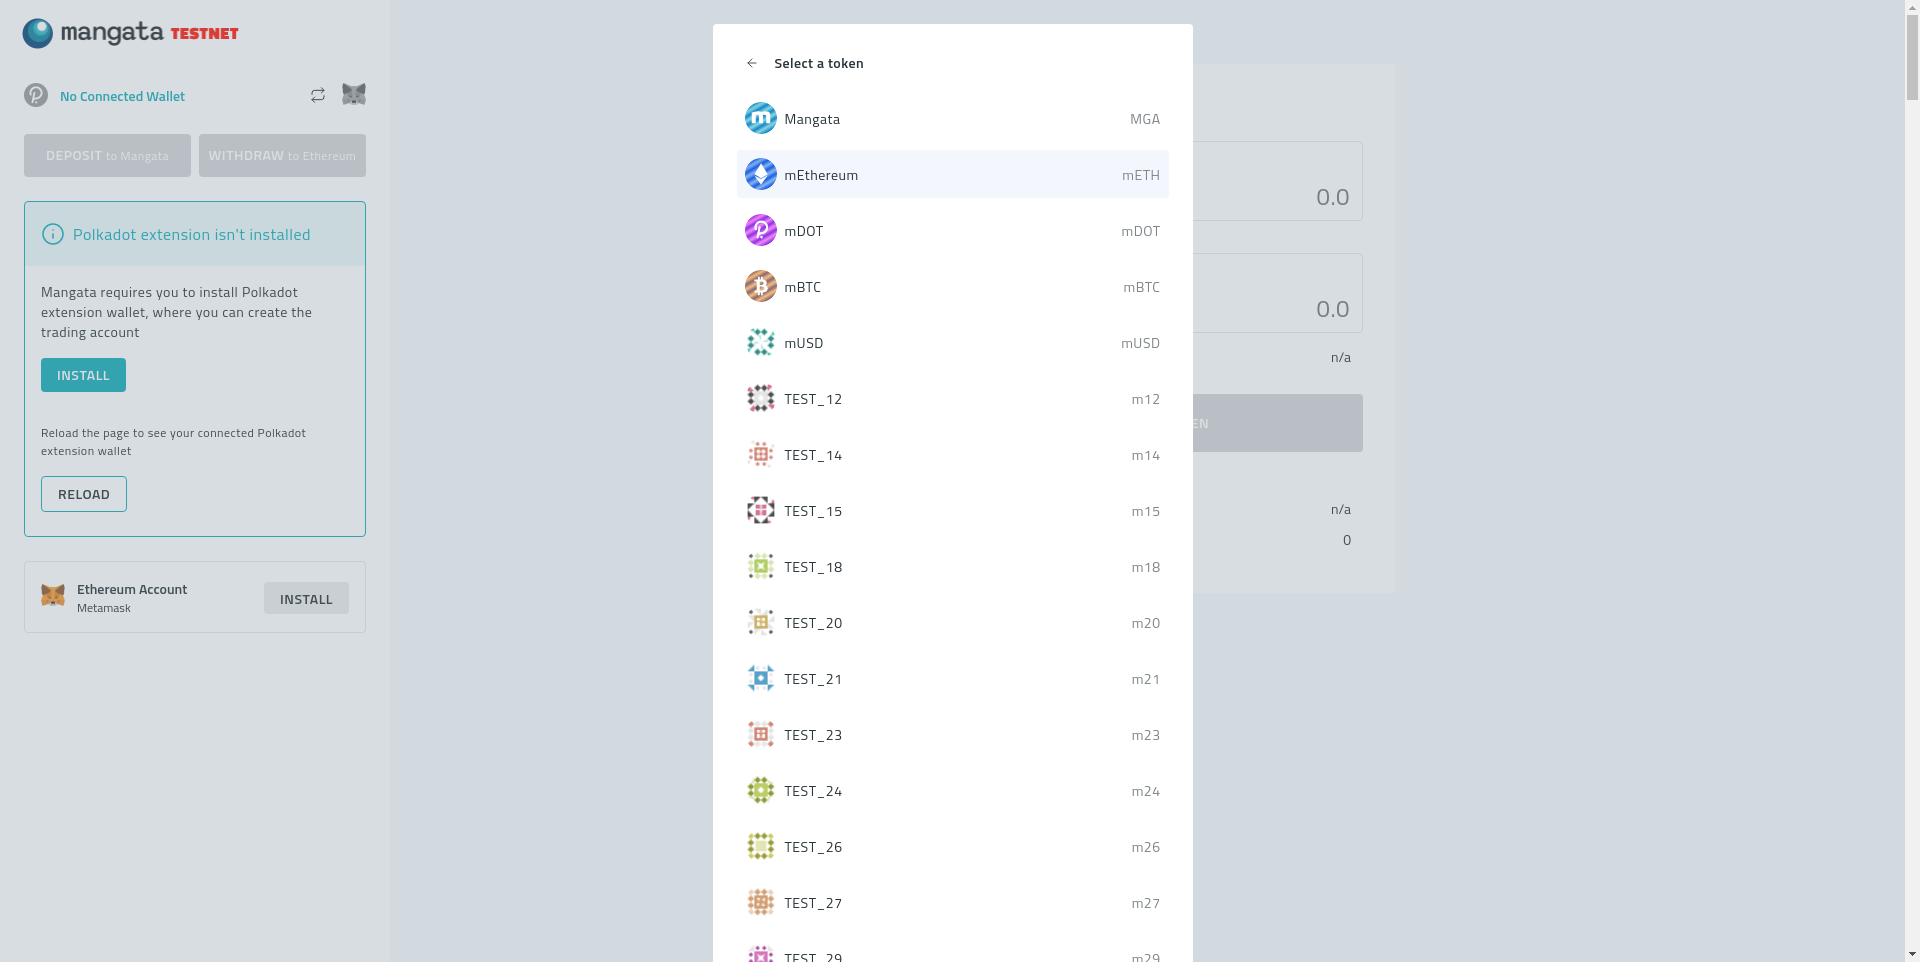 mangata TESTNET
No Connected Wallet
DEPOSIT to Mangata
WITHDRAW to Ethereum
Polkadot extension isn't installed
Mangata requires you to install Polkadot
extension wallet, where you can create the
trading account
INSTALL
Reload the page to see your connected Polkadot
extension wallet
RELOAD
Ethereum Account
Metamask
INSTALL
Select a token
Mangata MGA
mEthereum mETH
mDOT mDOT
mBTC mBTC
mUSD mUSD
TEST_12 m12
TEST_14 m14
TEST_15 m15
TEST_18 m18
TEST_20 m20
TEST_21 m21
TEST_23 m23
TEST_24 m24
TEST_26 m26
TEST_27 m27
TEST_29 m29
0.0
0.0
n/a
EN
n/a
0